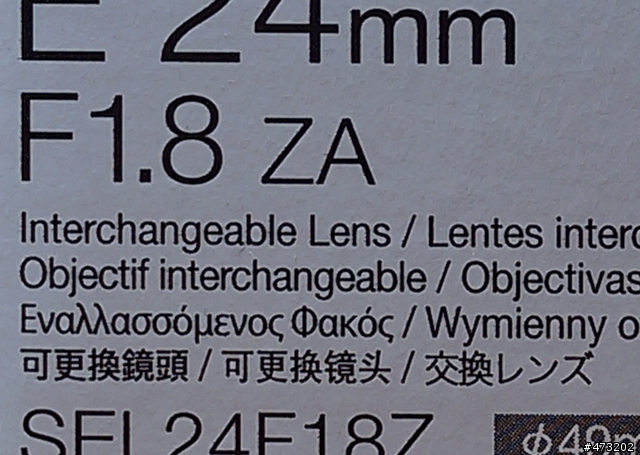 E 24mm
F1.8 ZA
Interchangeable Lens / Lentes interc
Objectif interchangeable / Objectivas
Εναλλασσόμενος Φακός / Wymienny o
可更換鏡頭 / 可更换镜头 / 交換レンズ
SEL24F18Z ϕ49m
#473202